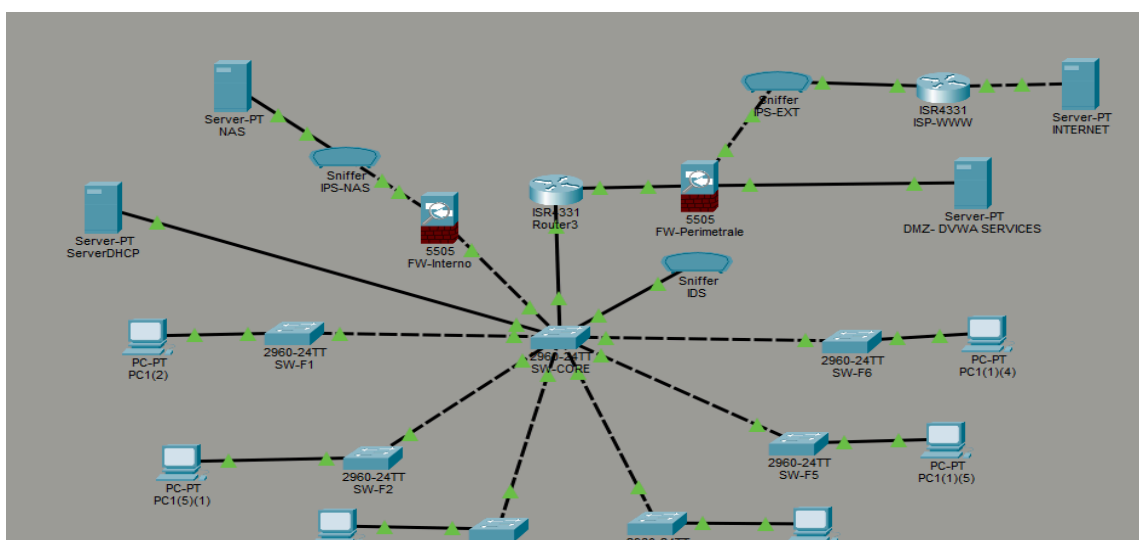 Server-PT
NAS
Sniffer
IPS-NAS
Server-PT
ServerDHCP
5505
FW-Interno
ISR4331
Router3
5505
FW-Perimetrale
Sniffer
IPS-EXT
ISR4331
ISP-WWW
Server-PT
INTERNET
Server-PT
DMZ- DVWA SERVICES
Sniffer
IDS
PC-PT
PC1(2)
2960-24TT
SW-F1
2960-24TT
SW-CORE
2960-24TT
SW-F6
PC-PT
PC1(1)(4)
PC-PT
PC1(5)(1)
2960-24TT
SW-F2
2960-24TT
SW-F5
PC-PT
PC1(1)(5)